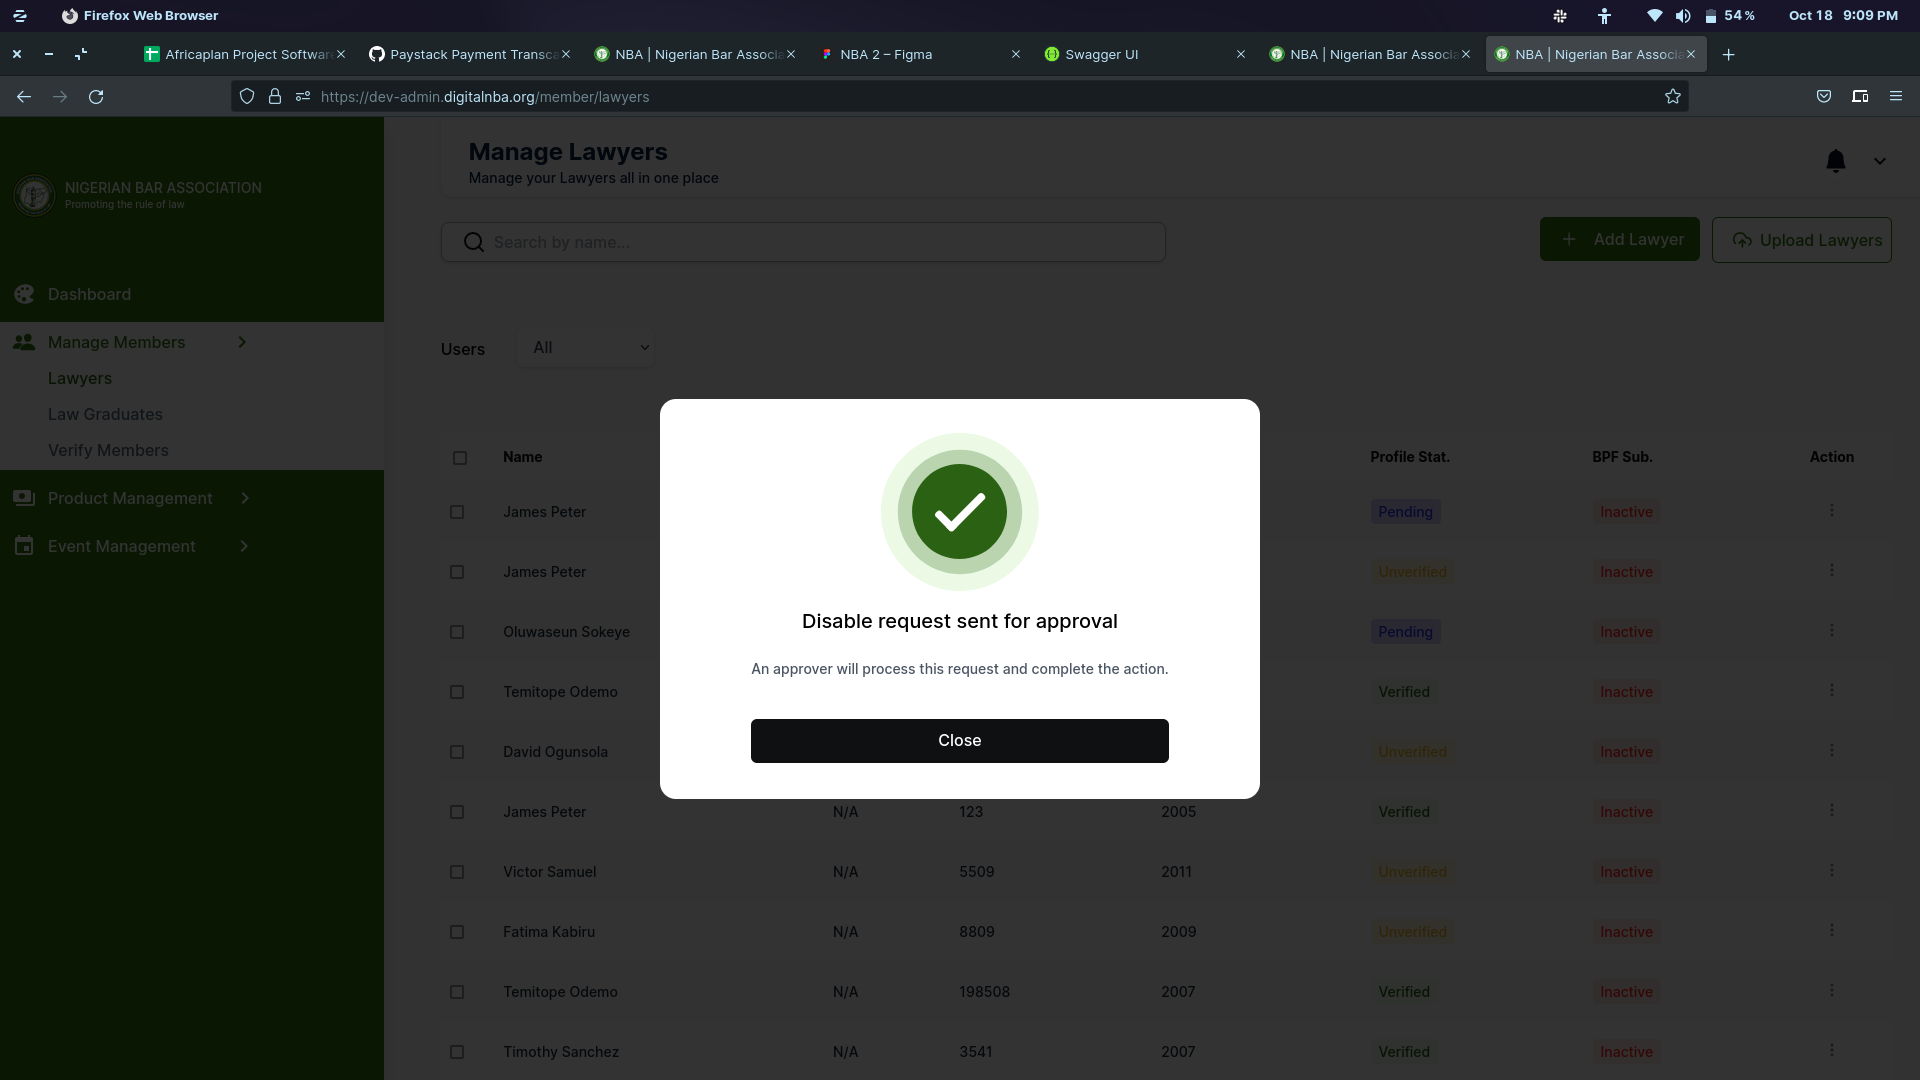 Firefox Web Browser
54 %
Oct 18 9:09 PM
Africaplan Project Software
Paystack Payment Transca
NBA | Nigerian Bar Associa
NBA 2 – Figma
Swagger UI
NBA | Nigerian Bar Associa
NBA | Nigerian Bar Associa
https://dev-admin.digitalnba.org/member/lawyers
NIGERIAN BAR ASSOCIATION
Promoting the rule of law
Dashboard
Manage Members
Lawyers
Law Graduates
Verify Members
Product Management
Event Management
Manage Lawyers
Manage your Lawyers all in one place
Search by name...
Add Lawyer
Upload Lawyers
Users All
Name Profile Stat. BPF Sub. Action
James Peter Pending Inactive
James Peter Unverified Inactive
Oluwaseun Sokeye Pending Inactive
Temitope Odemo Verified Inactive
David Ogunsola Unverified Inactive
James Peter N/A 123 2005 Verified Inactive
Victor Samuel N/A 5509 2011 Unverified Inactive
Fatima Kabiru N/A 8809 2009 Unverified Inactive
Temitope Odemo N/A 198508 2007 Verified Inactive
Timothy Sanchez N/A 3541 2007 Verified Inactive
Disable request sent for approval
An approver will process this request and complete the action.
Close